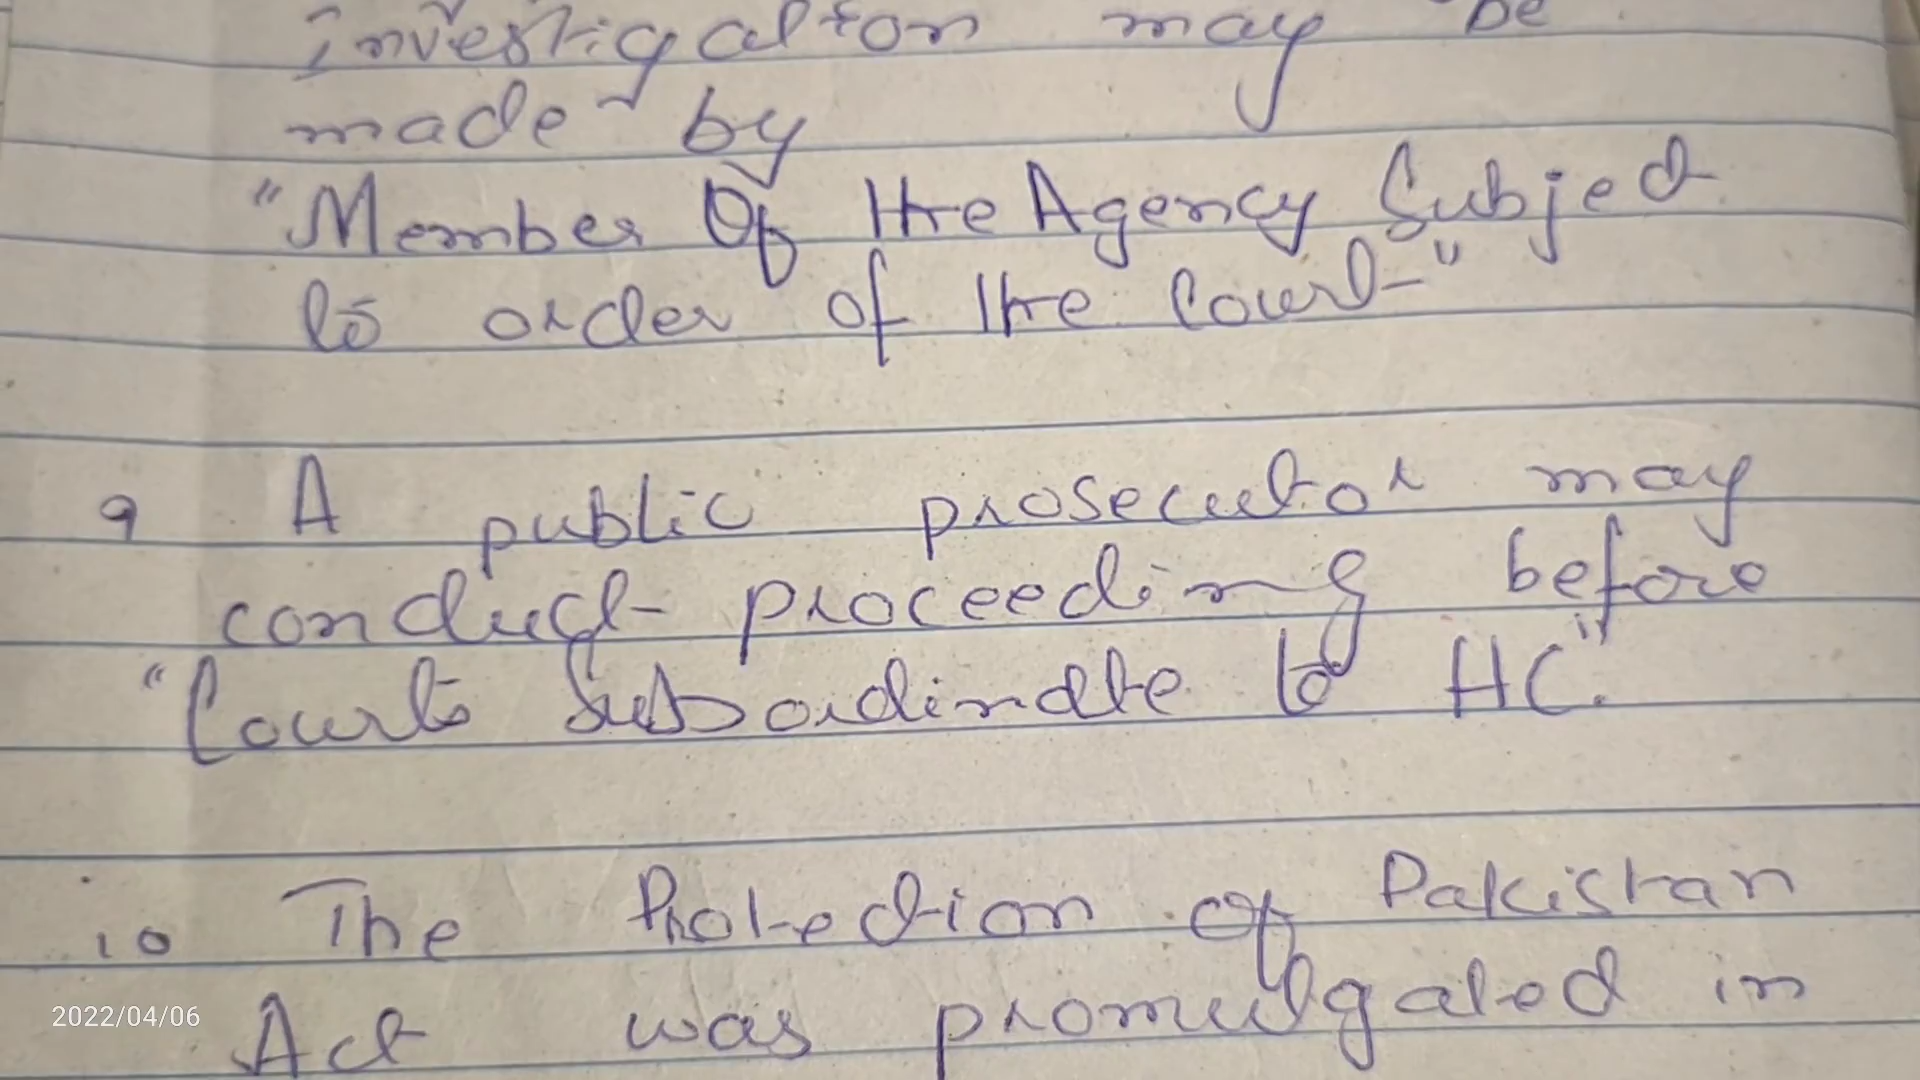 investigation may be
made by
"Member Of the Agency Subject
to order of the Court"
9 A public prosecutor may
conduct proceeding before
"Courts Subordinate to HC."
10 The Protection of Pakistan
Act was promulgated in
2022/04/06